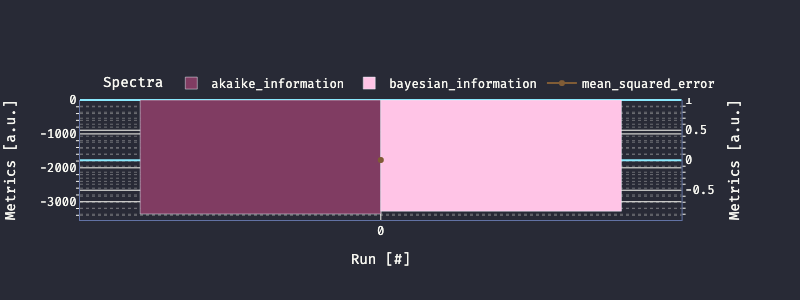 Spectra akaike_information bayesian_information mean_squared_error
0
-1000
-2000
-3000
Metrics [a.u.]
1
0.5
0
-0.5
Metrics [a.u.]
0
Run [#]